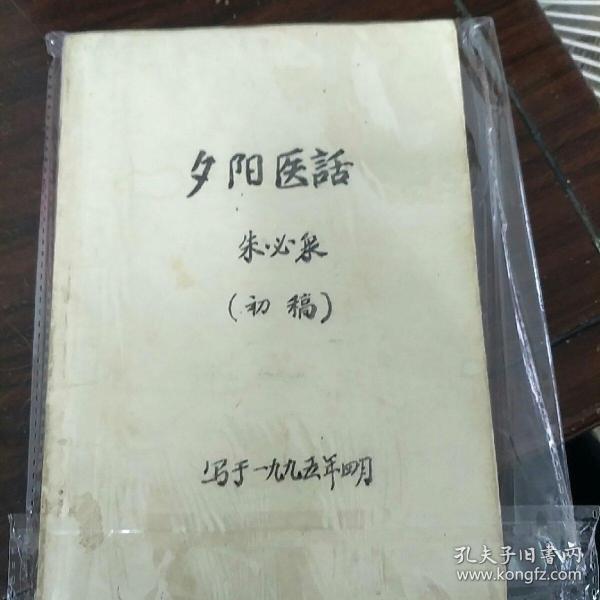 夕阳医話
朱必泉
(初稿)
写于一九九五年四月
孔夫子旧書网
www.kongfz.com